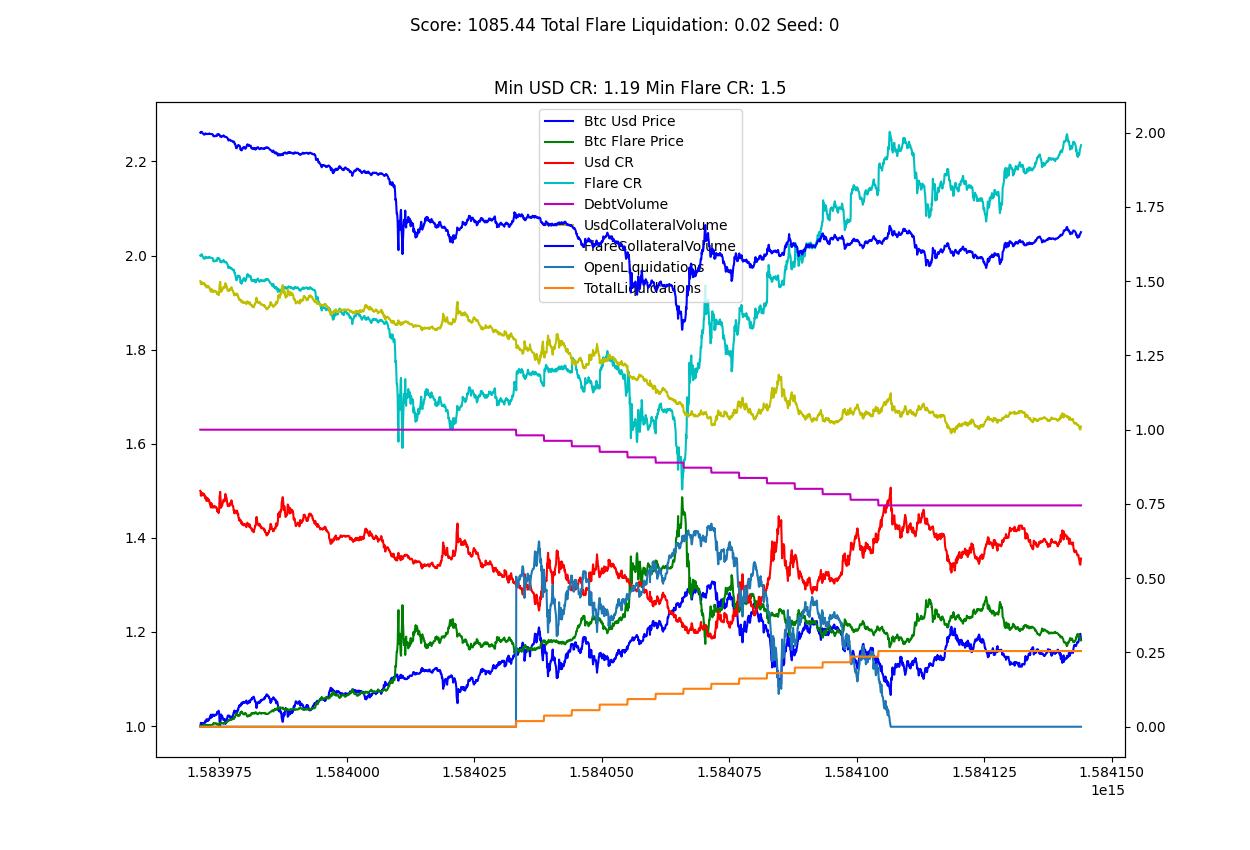 Score: 1085.44 Total Flare Liquidation: 0.02 Seed: 0
Min USD CR: 1.19 Min Flare CR: 1.5
Btc Usd Price
Btc Flare Price
Usd CR
Flare CR
DebtVolume
UsdCollateralVolume
FlareCollateralVolume
OpenLiquidations
TotalLiquidations
2.2
2.0
1.8
1.6
1.4
1.2
1.0
2.00
1.75
1.50
1.25
1.00
0.75
0.50
0.25
0.00
1.583975 1.584000 1.584025 1.584050 1.584075 1.584100 1.584125 1.584150
1e15